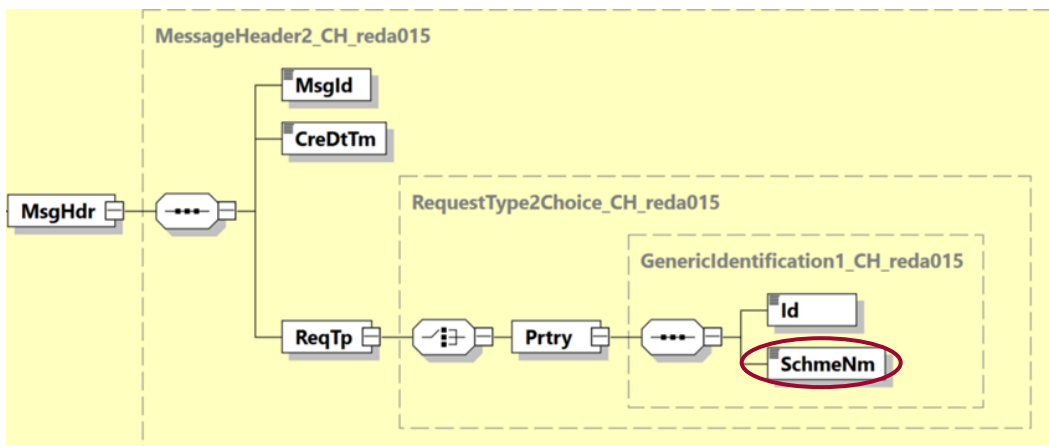 MessageHeader2_CH_reda015
MsgId
CreDtTm
MsgHdr
RequestType2Choice_CH_reda015
GenericIdentification1_CH_reda015
Id
ReqTp
Prtry
SchmeNm